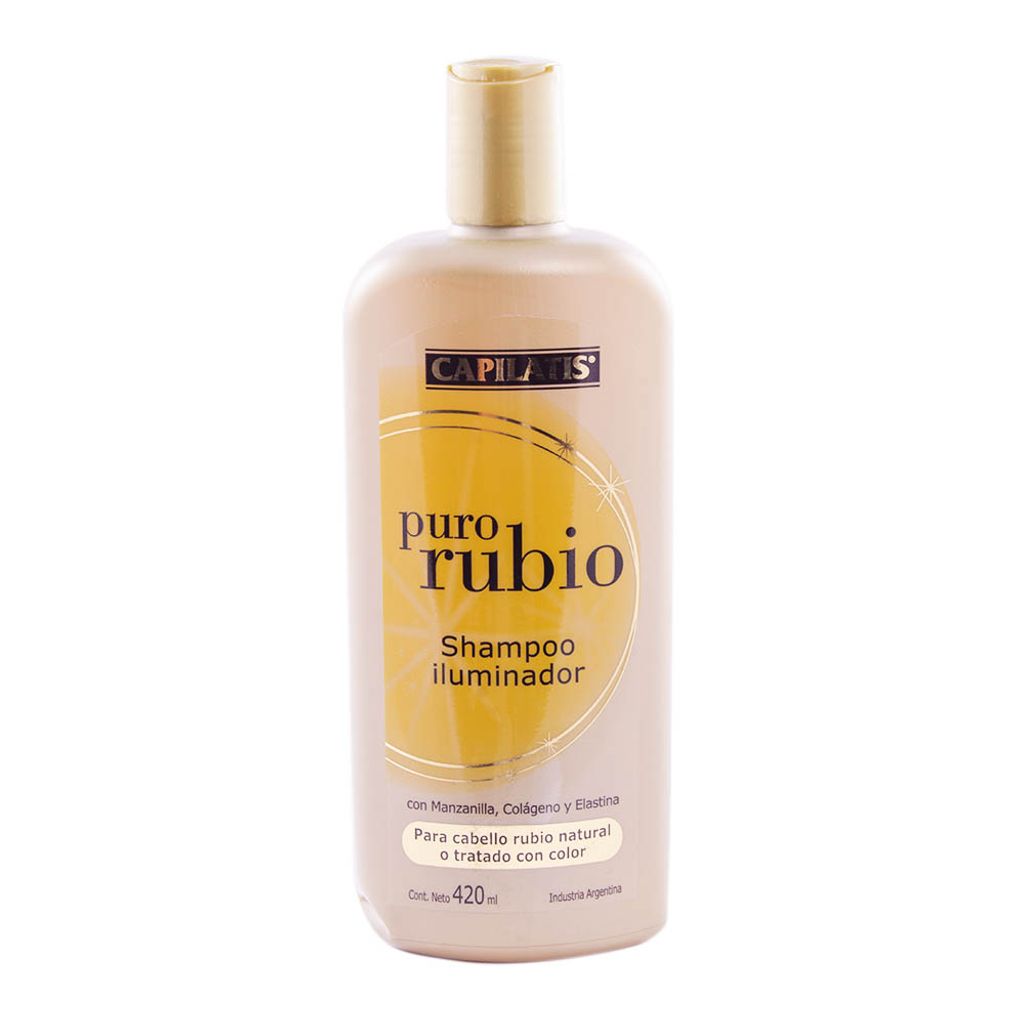 CAPILATIS®
puro
rubio
Shampoo
iluminador
con Manzanilla, Colágeno y Elastina
Para cabello rubio natural
o tratado con color
Cont. Neto 420 ml
Industria Argentina